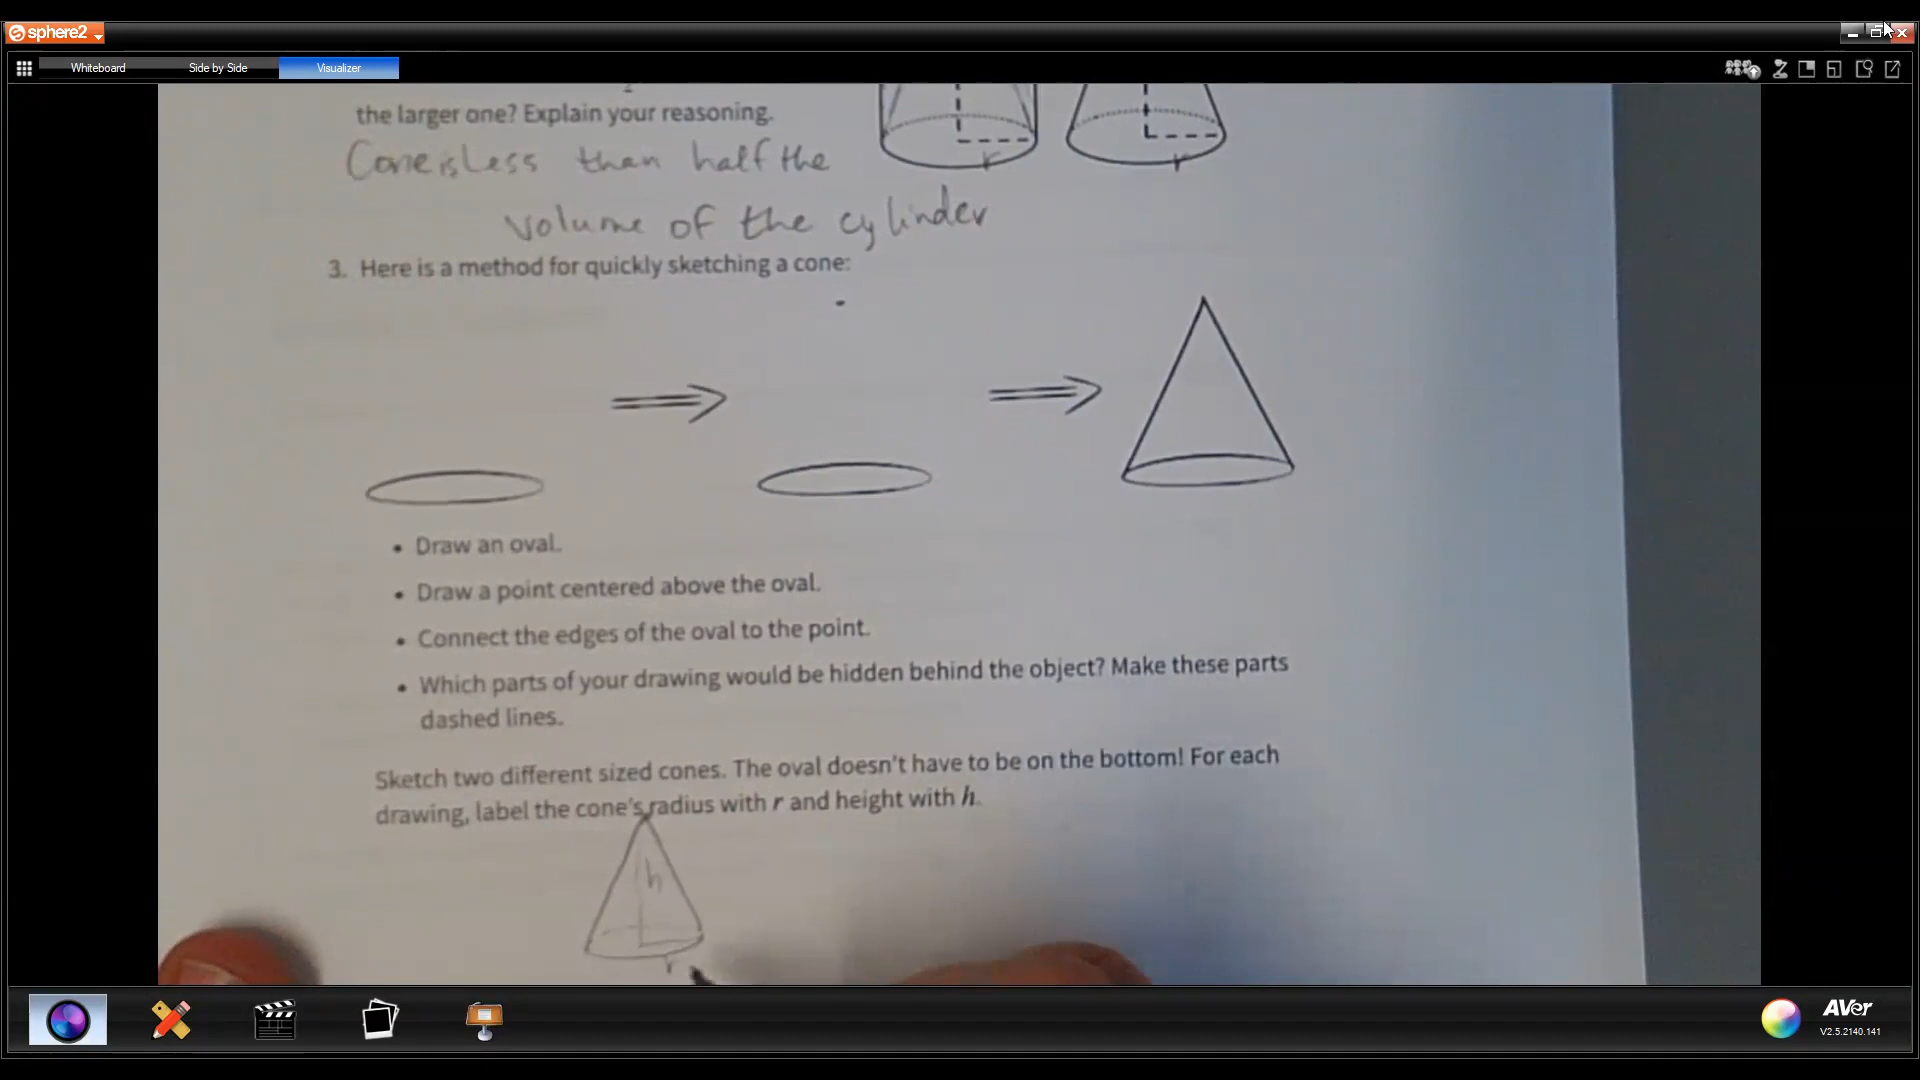 sphere2
Whiteboard Side by Side Visualizer
the larger one? Explain your reasoning.
r r
Cone is Less than half the
volume of the cylinder
3. Here is a method for quickly sketching a cone:
• Draw an oval.
• Draw a point centered above the oval.
• Connect the edges of the oval to the point.
• Which parts of your drawing would be hidden behind the object? Make these parts
dashed lines.
Sketch two different sized cones. The oval doesn't have to be on the bottom! For each
drawing, label the cone's radius with r and height with h.
h
r
AVer
V2.5.2140.141